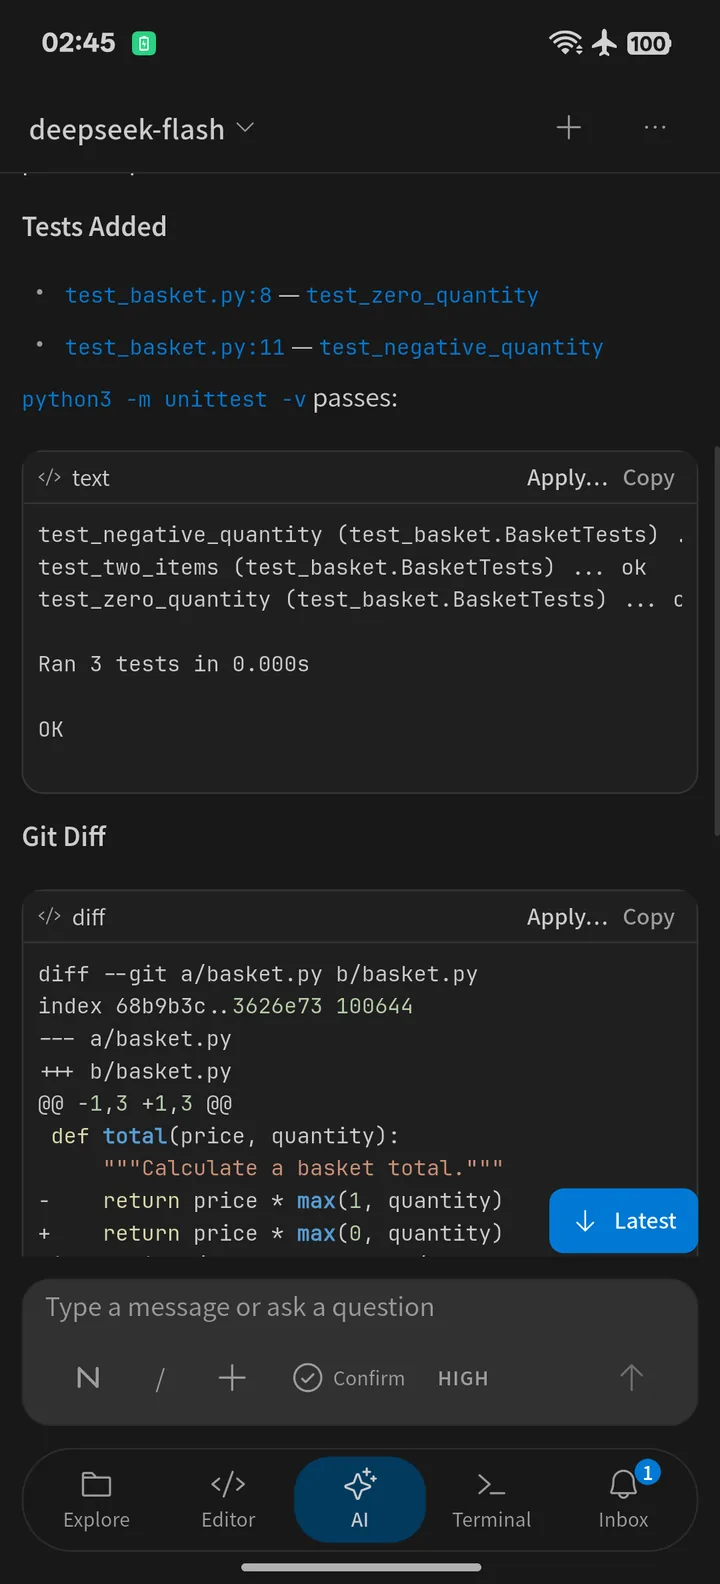 02:45
100
deepseek-flash
Tests Added
• test_basket.py:8 — test_zero_quantity
• test_basket.py:11 — test_negative_quantity
python3 -m unittest -v passes:
</> text Apply... Copy
test_negative_quantity (test_basket.BasketTests) .
test_two_items (test_basket.BasketTests) ... ok
test_zero_quantity (test_basket.BasketTests) ...
Ran 3 tests in 0.000s
OK
Git Diff
</> diff Apply... Copy
diff --git a/basket.py b/basket.py
index 68b9b3c..3626e73 100644
--- a/basket.py
+++ b/basket.py
@@ -1,3 +1,3 @@
def total(price, quantity):
"""Calculate a basket total."""
- return price * max(1, quantity)
+ return price * max(0, quantity)
Latest
Type a message or ask a question
N / + Confirm HIGH
1
Explore Editor AI Terminal Inbox